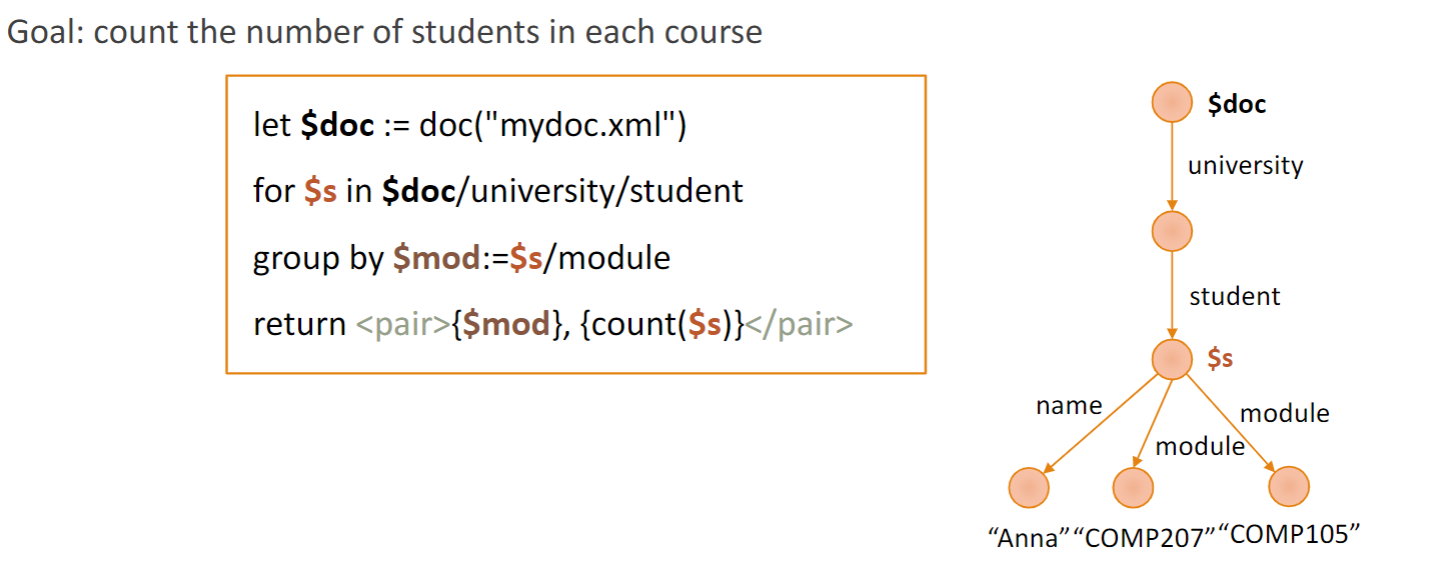 Goal: count the number of students in each course
let $doc := doc("mydoc.xml")
for $s in $doc/university/student
group by $mod:=$s/module
return <pair>{$mod}, {count($s)}</pair>
$doc
university
student
$s
name
module
module
“Anna” “COMP207” “COMP105”